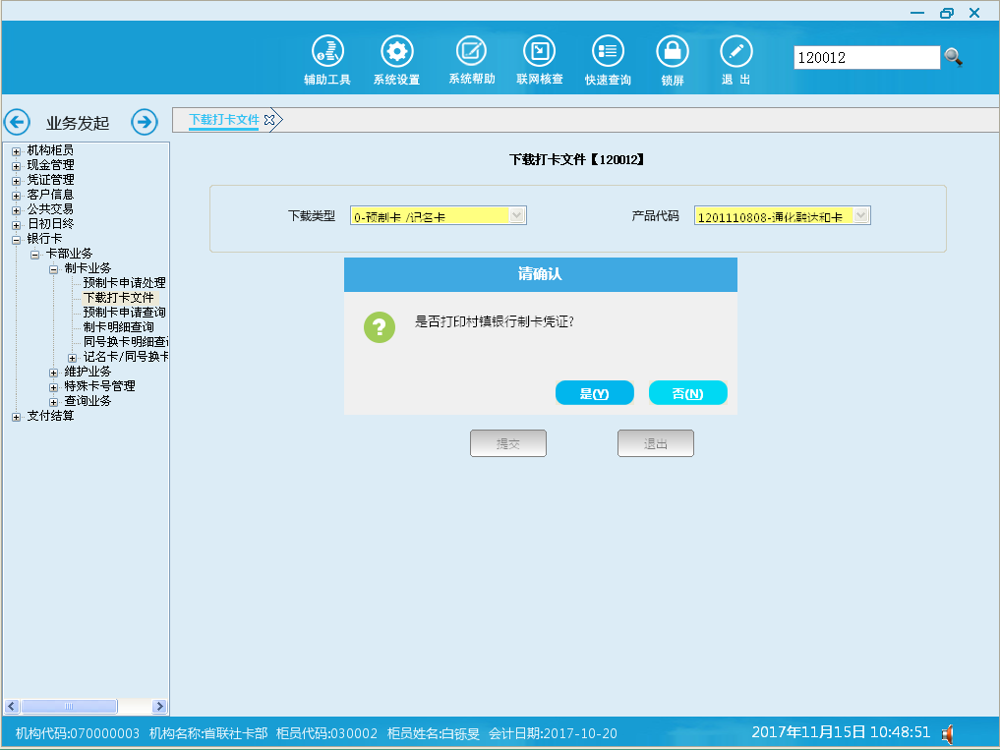 辅助工具 系统设置 系统帮助 联网核查 快速查询 锁屏 退 出 120012
业务发起
下载打卡文件
机构柜员
现金管理
凭证管理
客户信息
公共交易
日初日终
银行卡
卡部业务
制卡业务
预制卡申请处理
下载打卡文件
预制卡申请查询
制卡明细查询
同号换卡明细查询
记名卡/同号换卡
维护业务
特殊卡号管理
查询业务
支付结算
下载打卡文件【120012】
下载类型 0-预制卡 /记名卡 产品代码 1201110808-通化融达和卡
请确认
?
是否打印村镇银行制卡凭证?
是(Y) 否(N)
提交 退出
机构代码:070000003 机构名称:省联社卡部 柜员代码:030002 柜员姓名:白铄旻 会计日期:2017-10-20 2017年11月15日 10:48:51